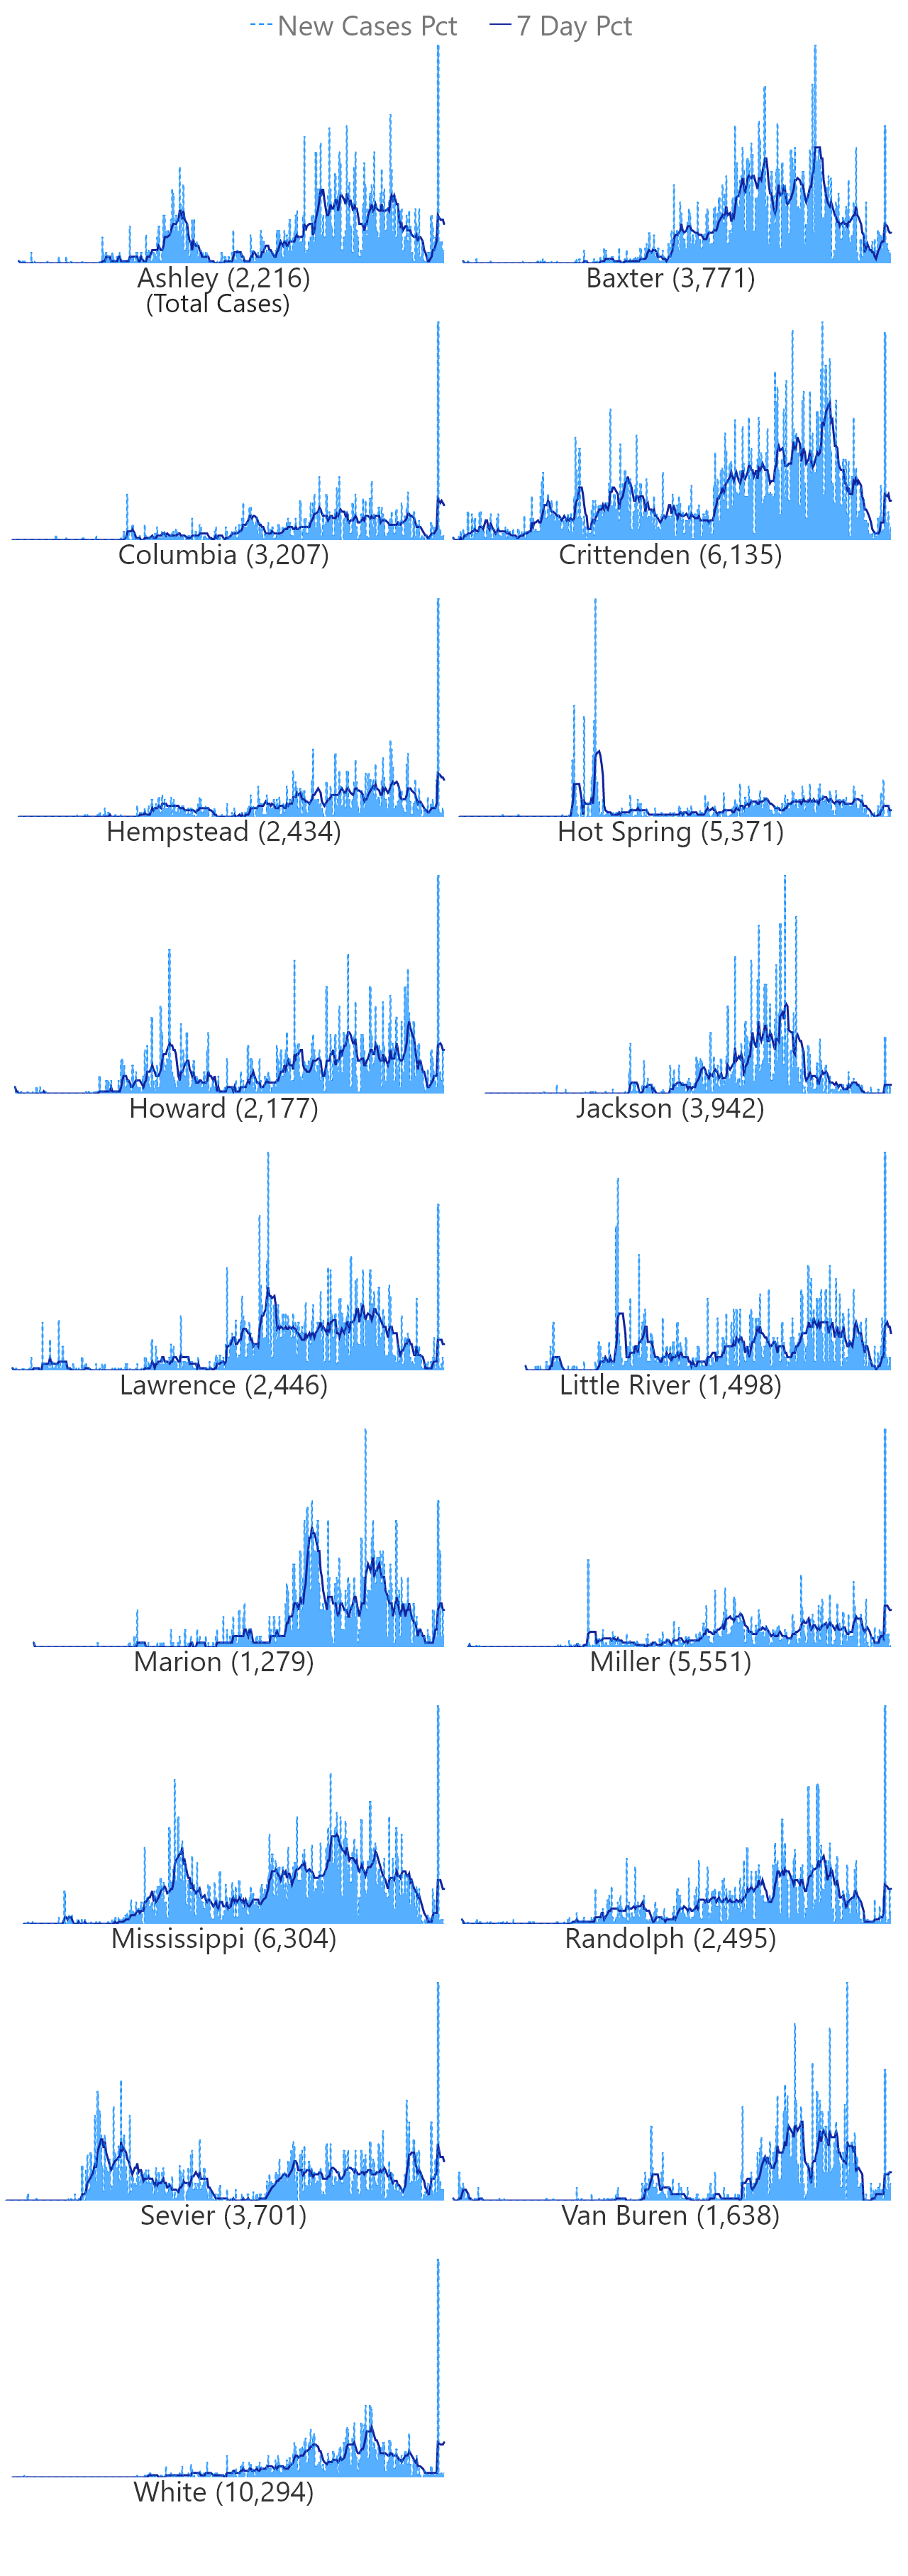 New Cases Pct 7 Day Pct
Ashley (2,216) Baxter (3,771)
(Total Cases)
Columbia (3,207) Crittenden (6,135)
Hempstead (2,434) Hot Spring (5,371)
Howard (2,177) Jackson (3,942)
Lawrence (2,446) Little River (1,498)
Marion (1,279) Miller (5,551)
Mississippi (6,304) Randolph (2,495)
Sevier (3,701) Van Buren (1,638)
White (10,294)